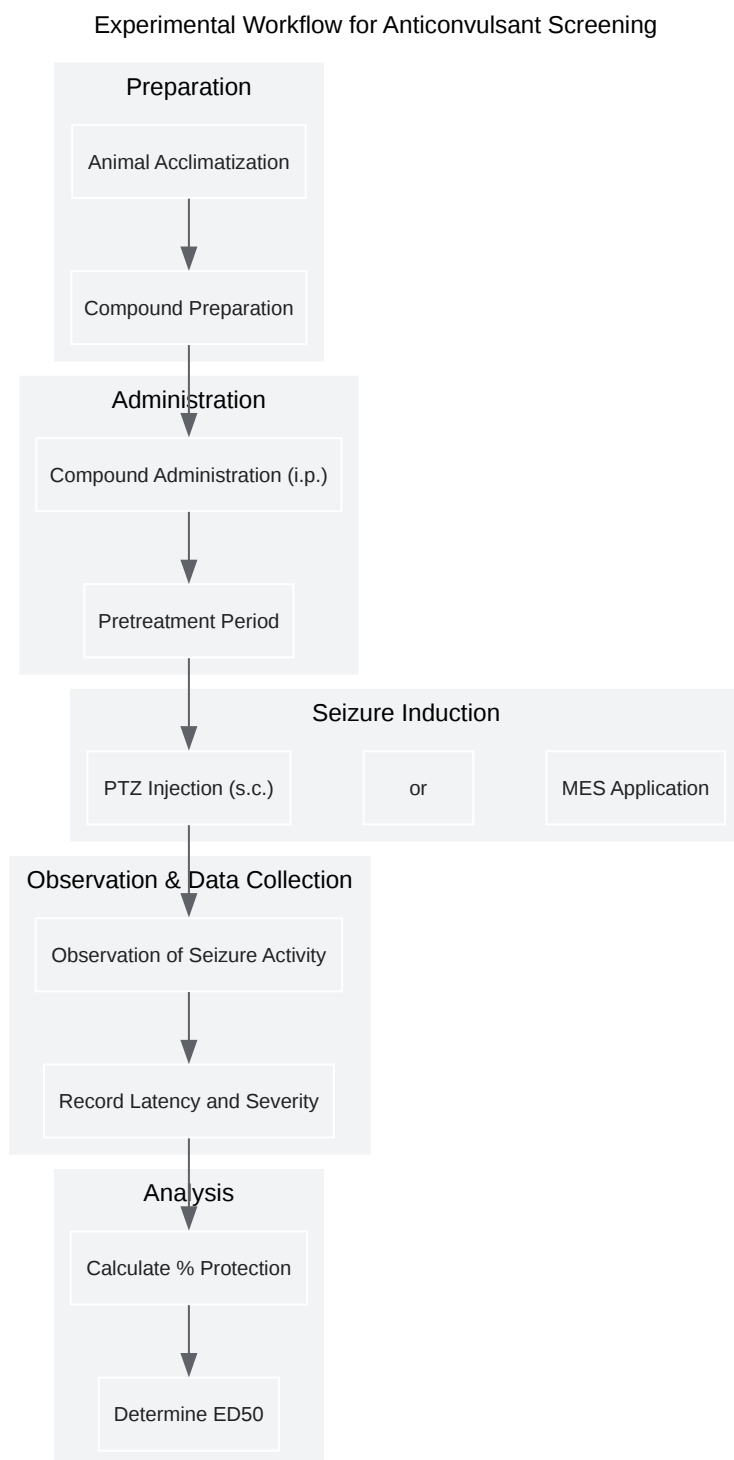 Experimental Workflow for Anticonvulsant Screening
Preparation
Animal Acclimatization
Compound Preparation
Administration
Compound Administration (i.p.)
Pretreatment Period
Seizure Induction
PTZ Injection (s.c.)
or
MES Application
Observation & Data Collection
Observation of Seizure Activity
Record Latency and Severity
Analysis
Calculate % Protection
Determine ED50